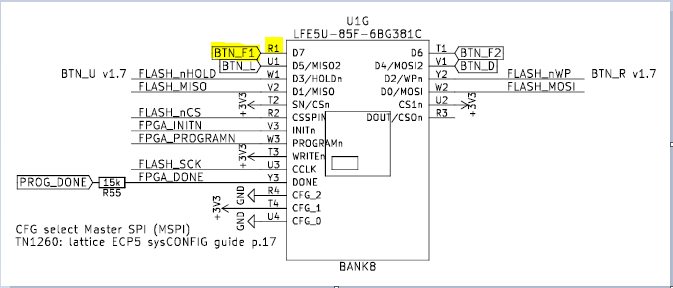 U1G
LFE5U-85F-6BG381C
BTN_F1 R1 D7 D6 T1 BTN_F2
BTN_L U1 D5/MISO2 D4/MOSI2 V1 BTN_D
BTN_U v1.7 FLASH_nHOLD W1 D3/HOLDn D2/WPn Y2 FLASH_nWP BTN_R v1.7
FLASH_MISO V2 D1/MISO D0/MOSI W2 FLASH_MOSI
+3V3 T2 SN/CSn CS1n U2 +3V3
FLASH_nCS R2 CSSPIN DOUT/CSOn R3
FPGA_INITN V3 INITn
FPGA_PROGRAMN W3 PROGRAMn
+3V3 T3 WRITEn
FLASH_SCK U3 CCLK
PROG_DONE 15k R55 FPGA_DONE Y3 DONE
GND R4 CFG_2
+3V3 T4 CFG_1
GND U4 CFG_0
CFG select Master SPI (MSPI)
TN1260: lattice ECP5 sysCONFIG guide p.17
BANK8